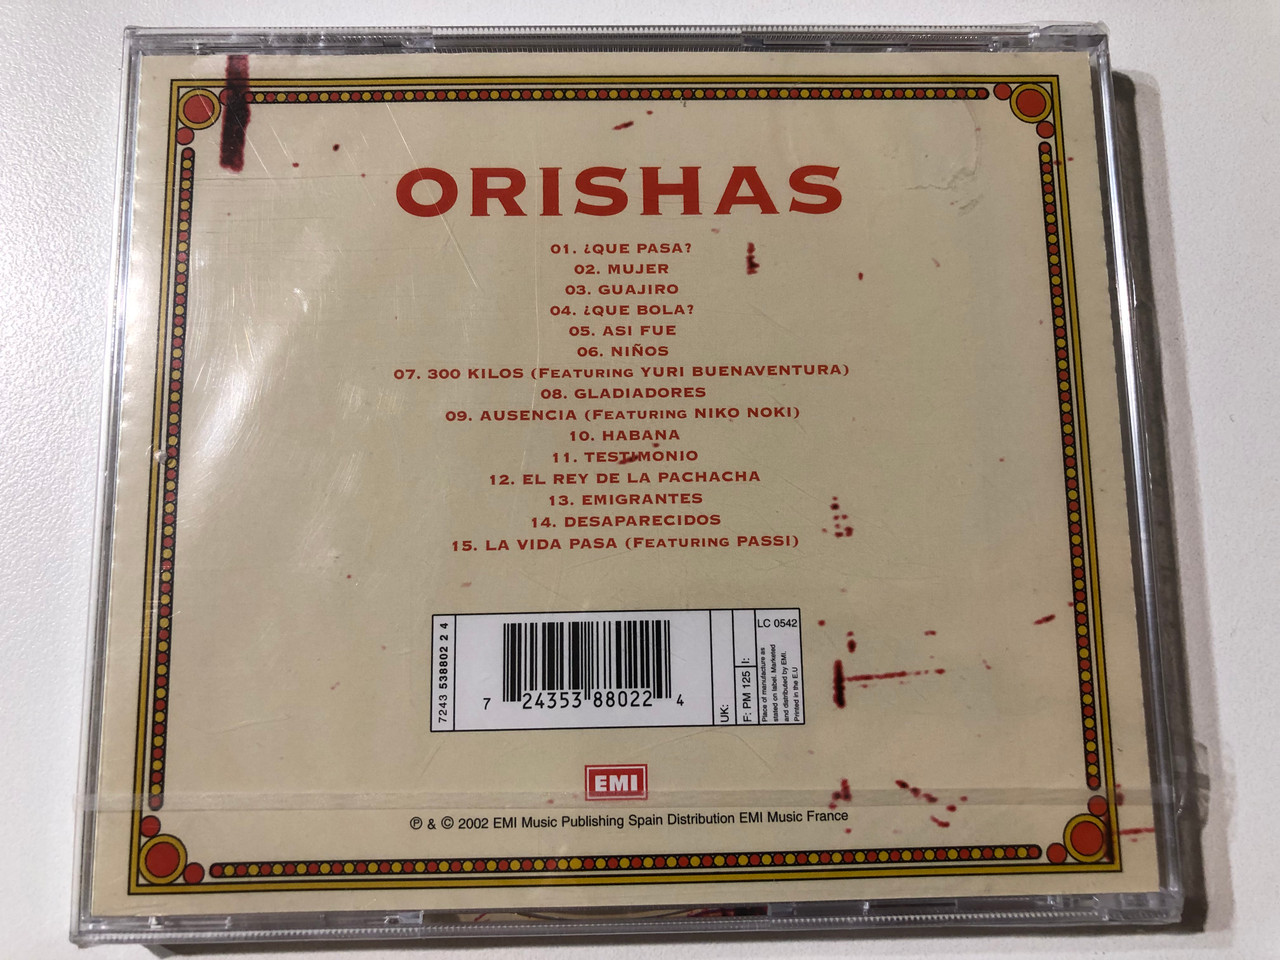 ORISHAS
01. ¿QUE PASA?
02. MUJER
03. GUAJIRO
04. ¿QUE BOLA?
05. ASI FUE
06. NIÑOS
07. 300 KILOS (FEATURING YURI BUENAVENTURA)
08. GLADIADORES
09. AUSENCIA (FEATURING NIKO NOKI)
10. HABANA
11. TESTIMONIO
12. EL REY DE LA PACHACHA
13. EMIGRANTES
14. DESAPARECIDOS
15. LA VIDA PASA (FEATURING PASSI)
7243 538802 2 4
7 24353 88022 4
UK:
F: PM 125 I:
LC 0542
Place of manufacture as
stated on label. Marketed
and distributed by EMI.
Printed in the E.U
EMI
℗ & © 2002 EMI Music Publishing Spain Distribution EMI Music France